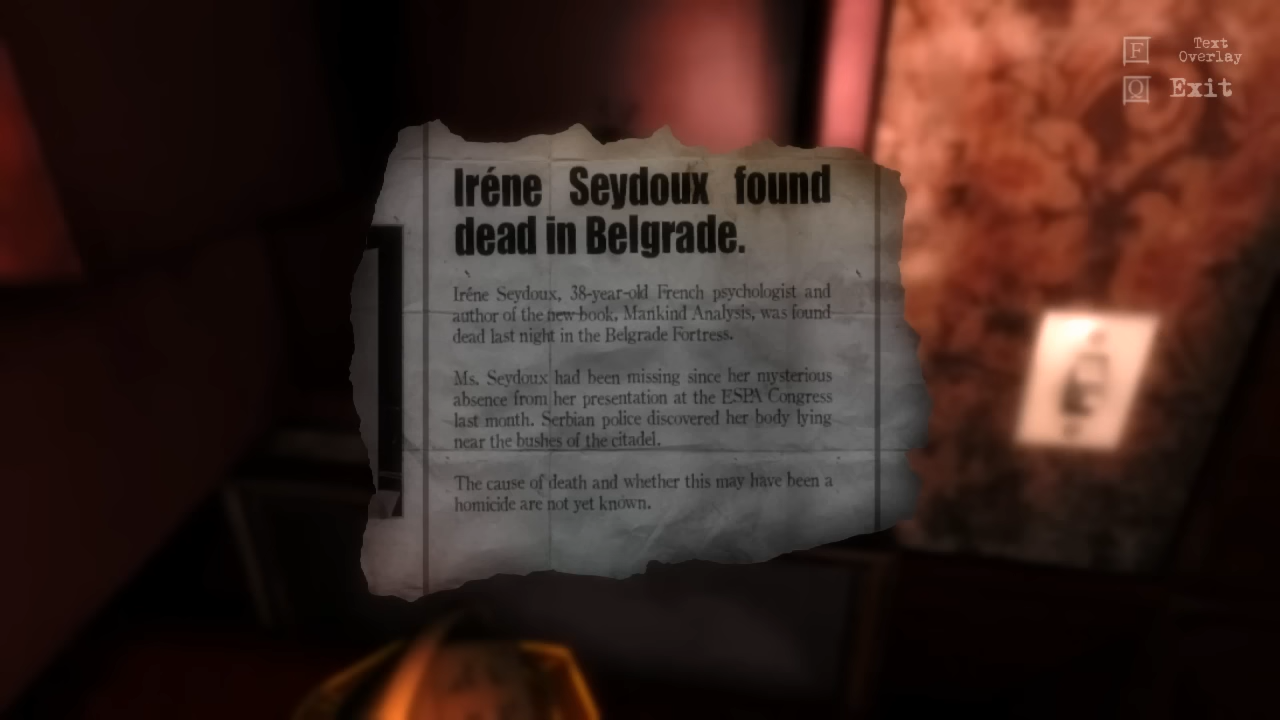 F Text
Overlay
Q Exit
Iréne Seydoux found
dead in Belgrade.
Iréne Seydoux, 38-year-old French psychologist and
author of the new book, Mankind Analysis, was found
dead last night in the Belgrade Fortress.
Ms. Seydoux had been missing since her mysterious
absence from her presentation at the ESPA Congress
last month. Serbian police discovered her body lying
near the bushes of the citadel.
The cause of death and whether this may have been a
homicide are not yet known.